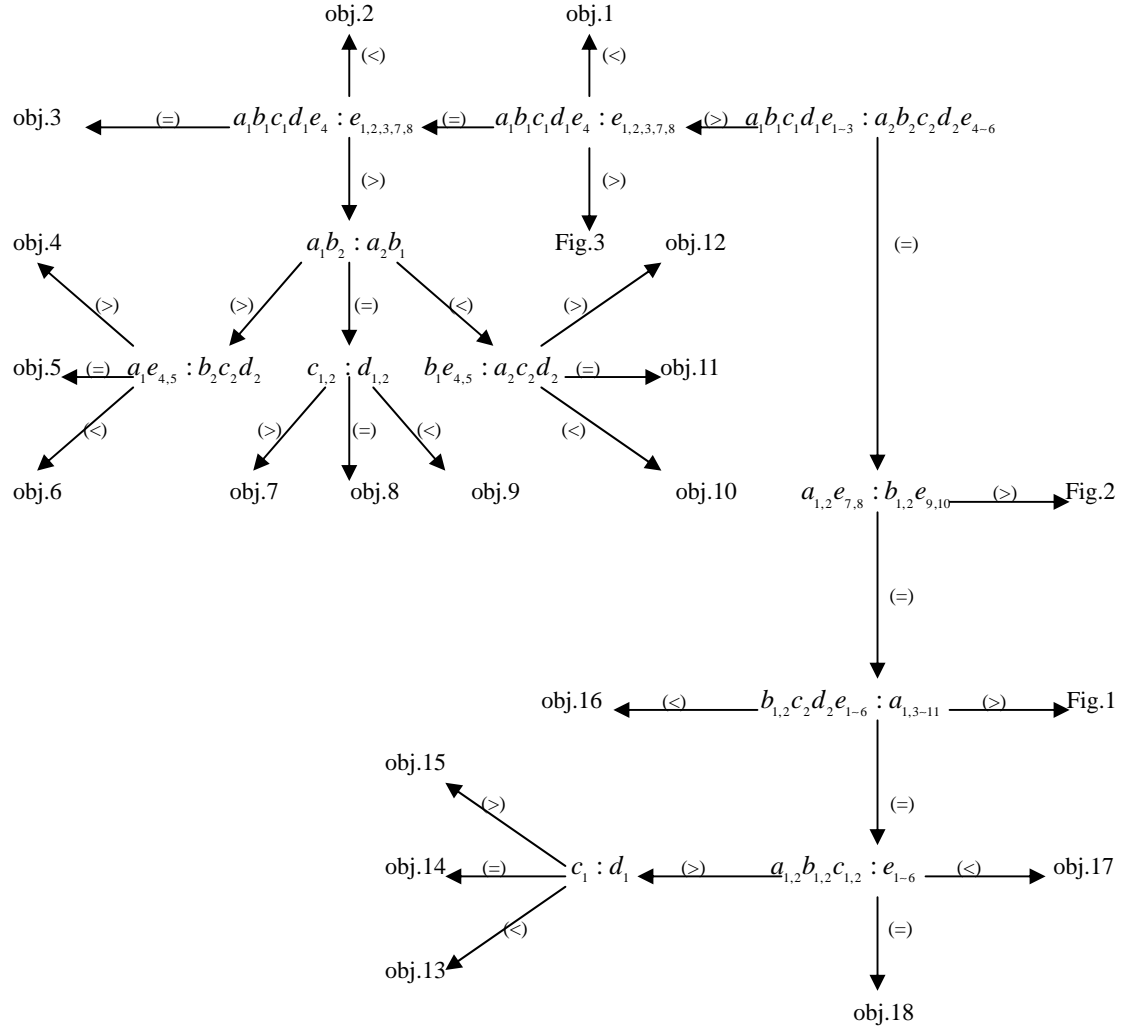 obj.2 obj.1
(<) (<)
obj.3 (=) a₁b₁c₁d₁e₄ : e₁,₂,₃,₇,₈ (=) a₁b₁c₁d₁e₄ : e₁,₂,₃,₇,₈ (>) a₁b₁c₁d₁e₁₋₃ : a₂b₂c₂d₂e₄₋₆
(>) (>)
obj.4 a₁b₂ : a₂b₁ Fig.3 obj.12 (=)
(>) (>) (=) (<) (>)
obj.5 (=) a₁e₄,₅ : b₂c₂d₂ c₁,₂ : d₁,₂ b₁e₄,₅ : a₂c₂d₂ (=) obj.11
(<) (>) (=) (<) (<)
obj.6 obj.7 obj.8 obj.9 obj.10 a₁,₂e₇,₈ : b₁,₂e₉,₁₀ (>) Fig.2
(=)
obj.16 (<) b₁,₂c₂d₂e₁₋₆ : a₁,₃₋₁₁ (>) Fig.1
obj.15
(>) (=)
obj.14 (=) c₁ : d₁ (>) a₁,₂b₁,₂c₁,₂ : e₁₋₆ (<) obj.17
(<) (=)
obj.13
obj.18